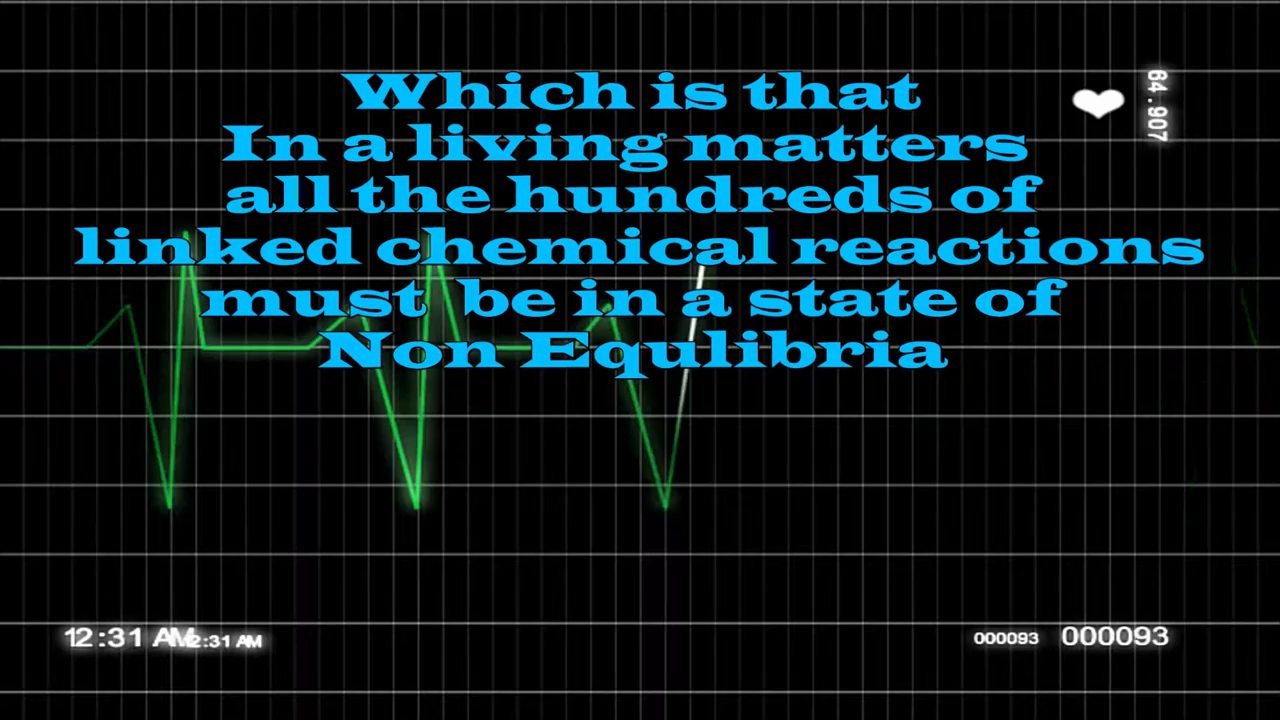 Which is that
In a living matters
all the hundreds of
linked chemical reactions
must be in a state of
Non Equlibria
64.907
12:31 AM
12:31 AM
000093
000093